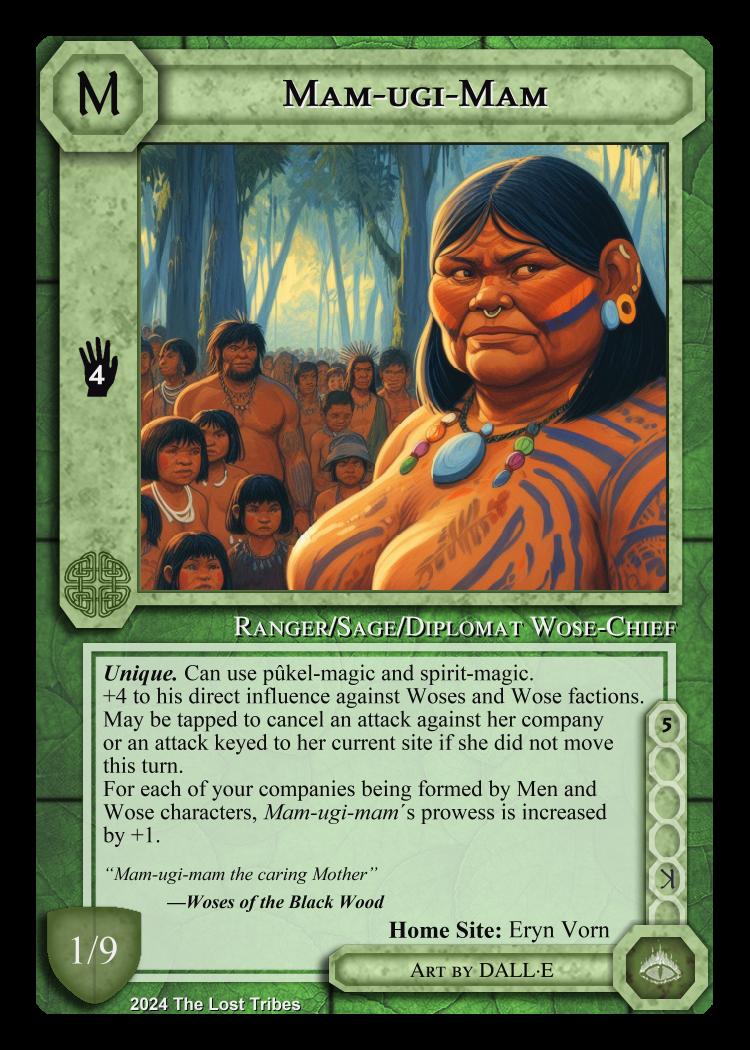 M
Mam-ugi-Mam
4
Ranger/Sage/Diplomat Wose-Chief
Unique. Can use pûkel-magic and spirit-magic.
+4 to his direct influence against Woses and Wose factions.
May be tapped to cancel an attack against her company
or an attack keyed to her current site if she did not move
this turn.
For each of your companies being formed by Men and
Wose characters, Mam-ugi-mam´s prowess is increased
by +1.
5
“Mam-ugi-mam the caring Mother”
—Woses of the Black Wood
Home Site: Eryn Vorn
1/9
Art by DALL·E
2024 The Lost Tribes